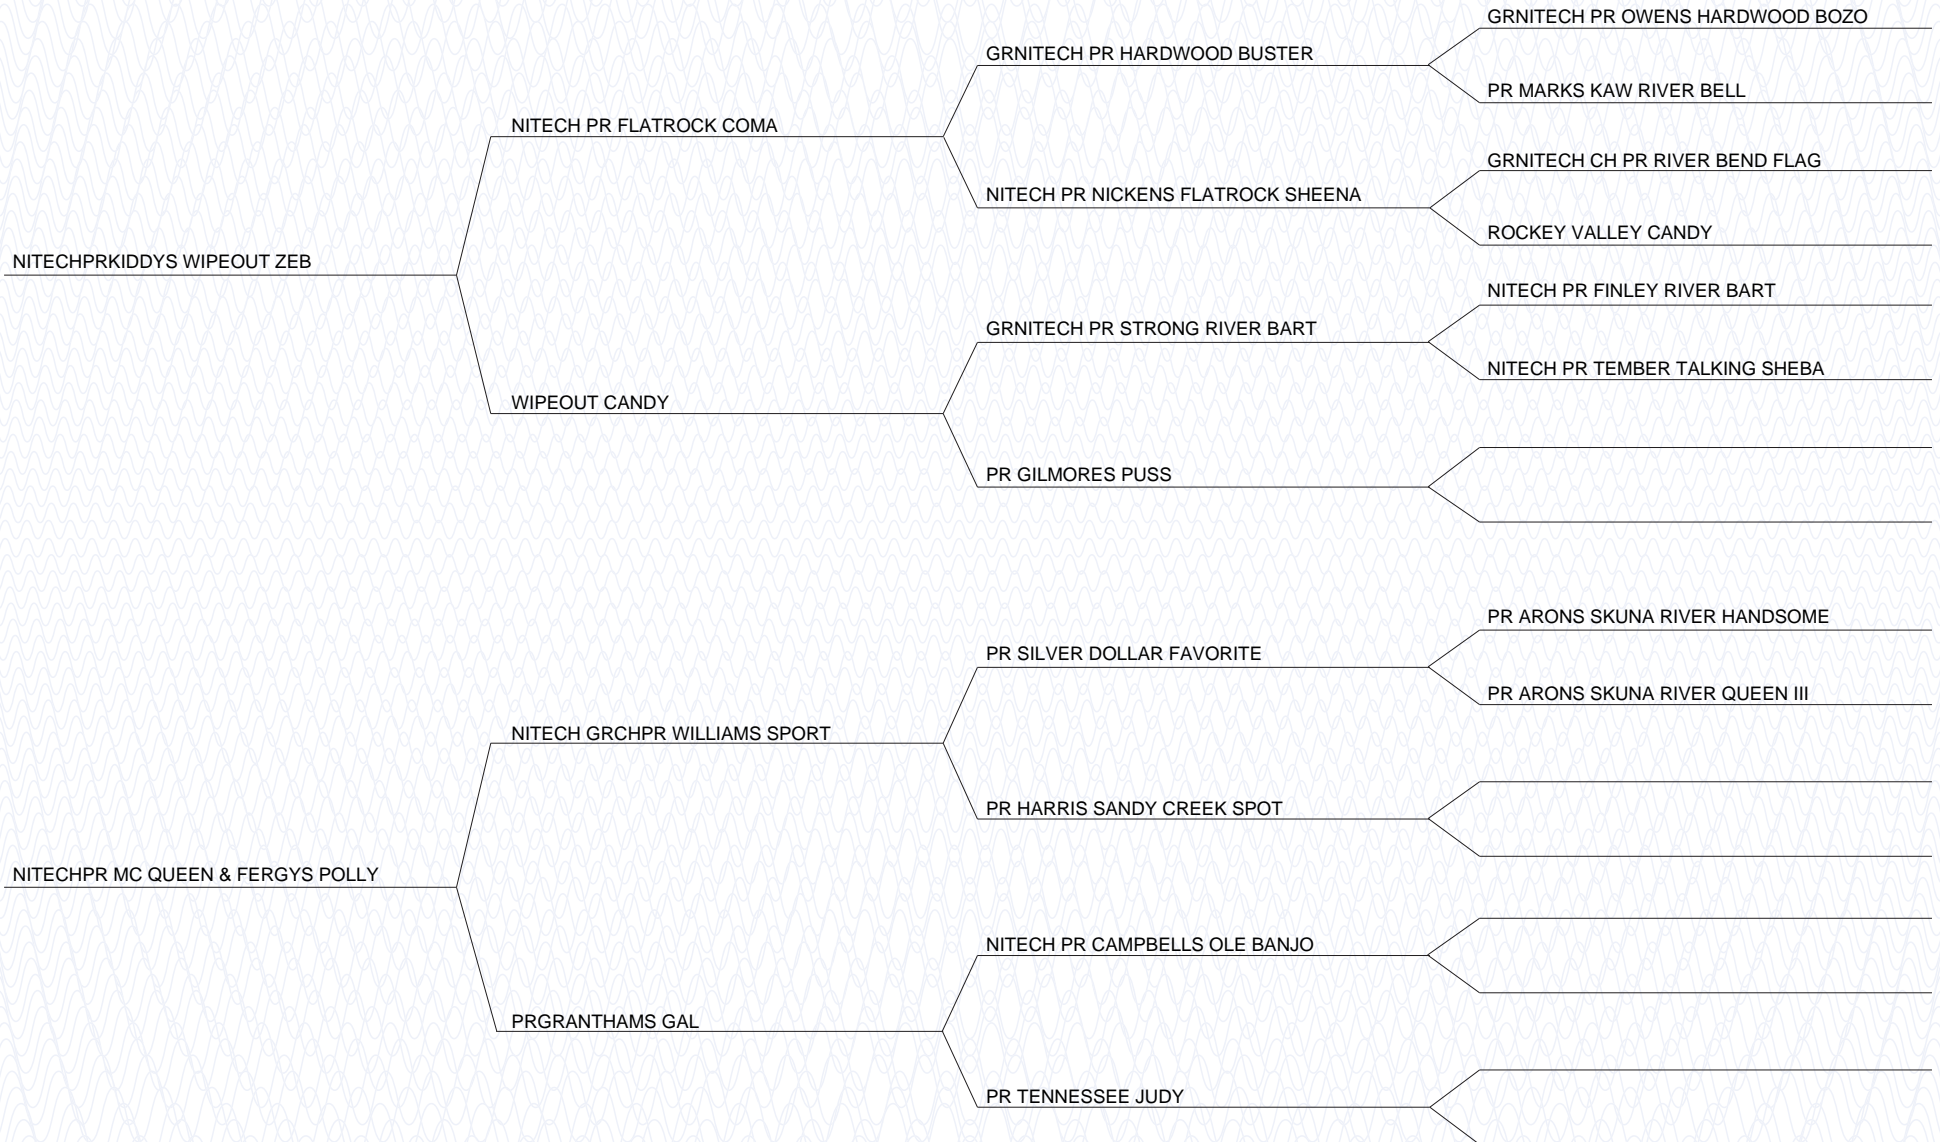 GRNITECH PR OWENS HARDWOOD BOZO
GRNITECH PR HARDWOOD BUSTER
PR MARKS KAW RIVER BELL
NITECH PR FLATROCK COMA
GRNITECH CH PR RIVER BEND FLAG
NITECH PR NICKENS FLATROCK SHEENA
ROCKEY VALLEY CANDY
NITECHPRKIDDYS WIPEOUT ZEB
NITECH PR FINLEY RIVER BART
GRNITECH PR STRONG RIVER BART
NITECH PR TEMBER TALKING SHEBA
WIPEOUT CANDY
PR GILMORES PUSS
PR ARONS SKUNA RIVER HANDSOME
PR SILVER DOLLAR FAVORITE
PR ARONS SKUNA RIVER QUEEN III
NITECH GRCHPR WILLIAMS SPORT
PR HARRIS SANDY CREEK SPOT
NITECHPR MC QUEEN & FERGYS POLLY
NITECH PR CAMPBELLS OLE BANJO
PRGRANTHAMS GAL
PR TENNESSEE JUDY